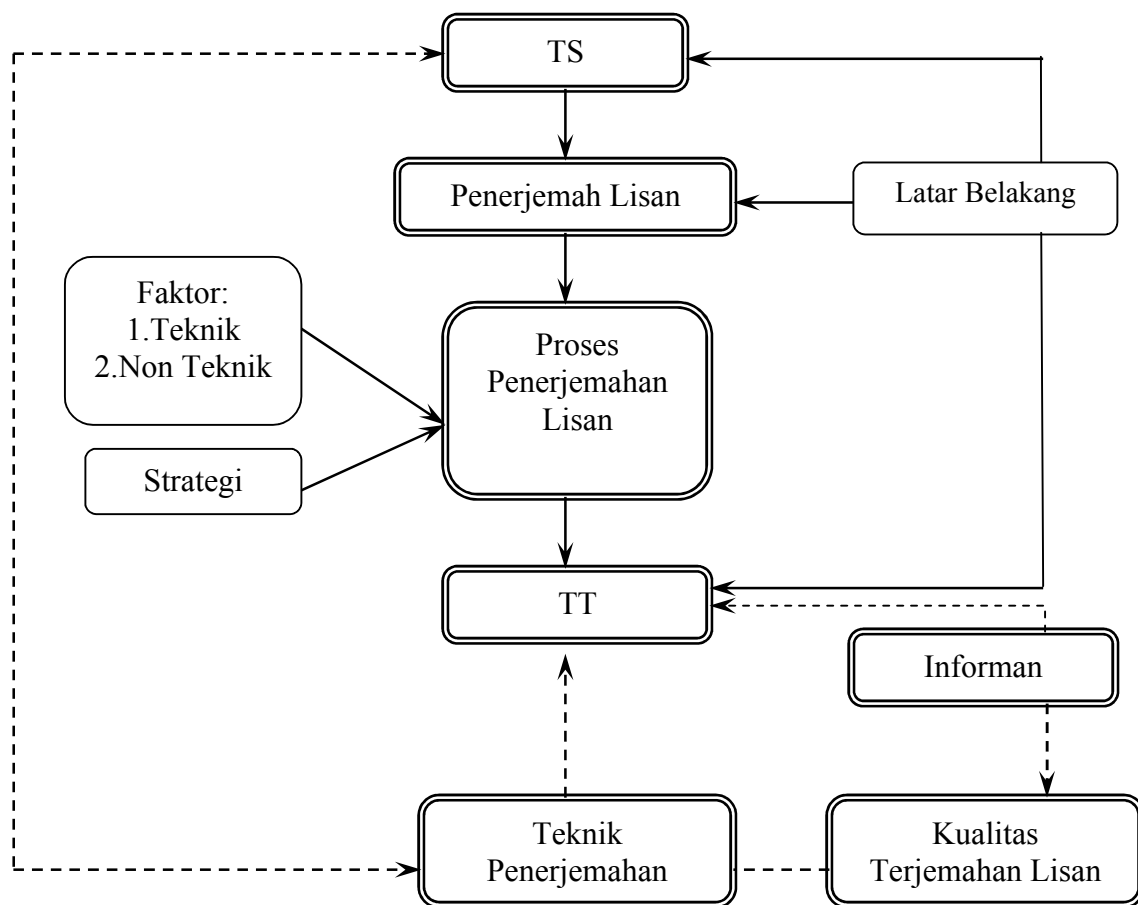 TS
Penerjemah Lisan
Latar Belakang
Faktor:
1.Teknik
2.Non Teknik
Proses
Penerjemahan
Lisan
Strategi
TT
Informan
Teknik
Penerjemahan
Kualitas
Terjemahan Lisan